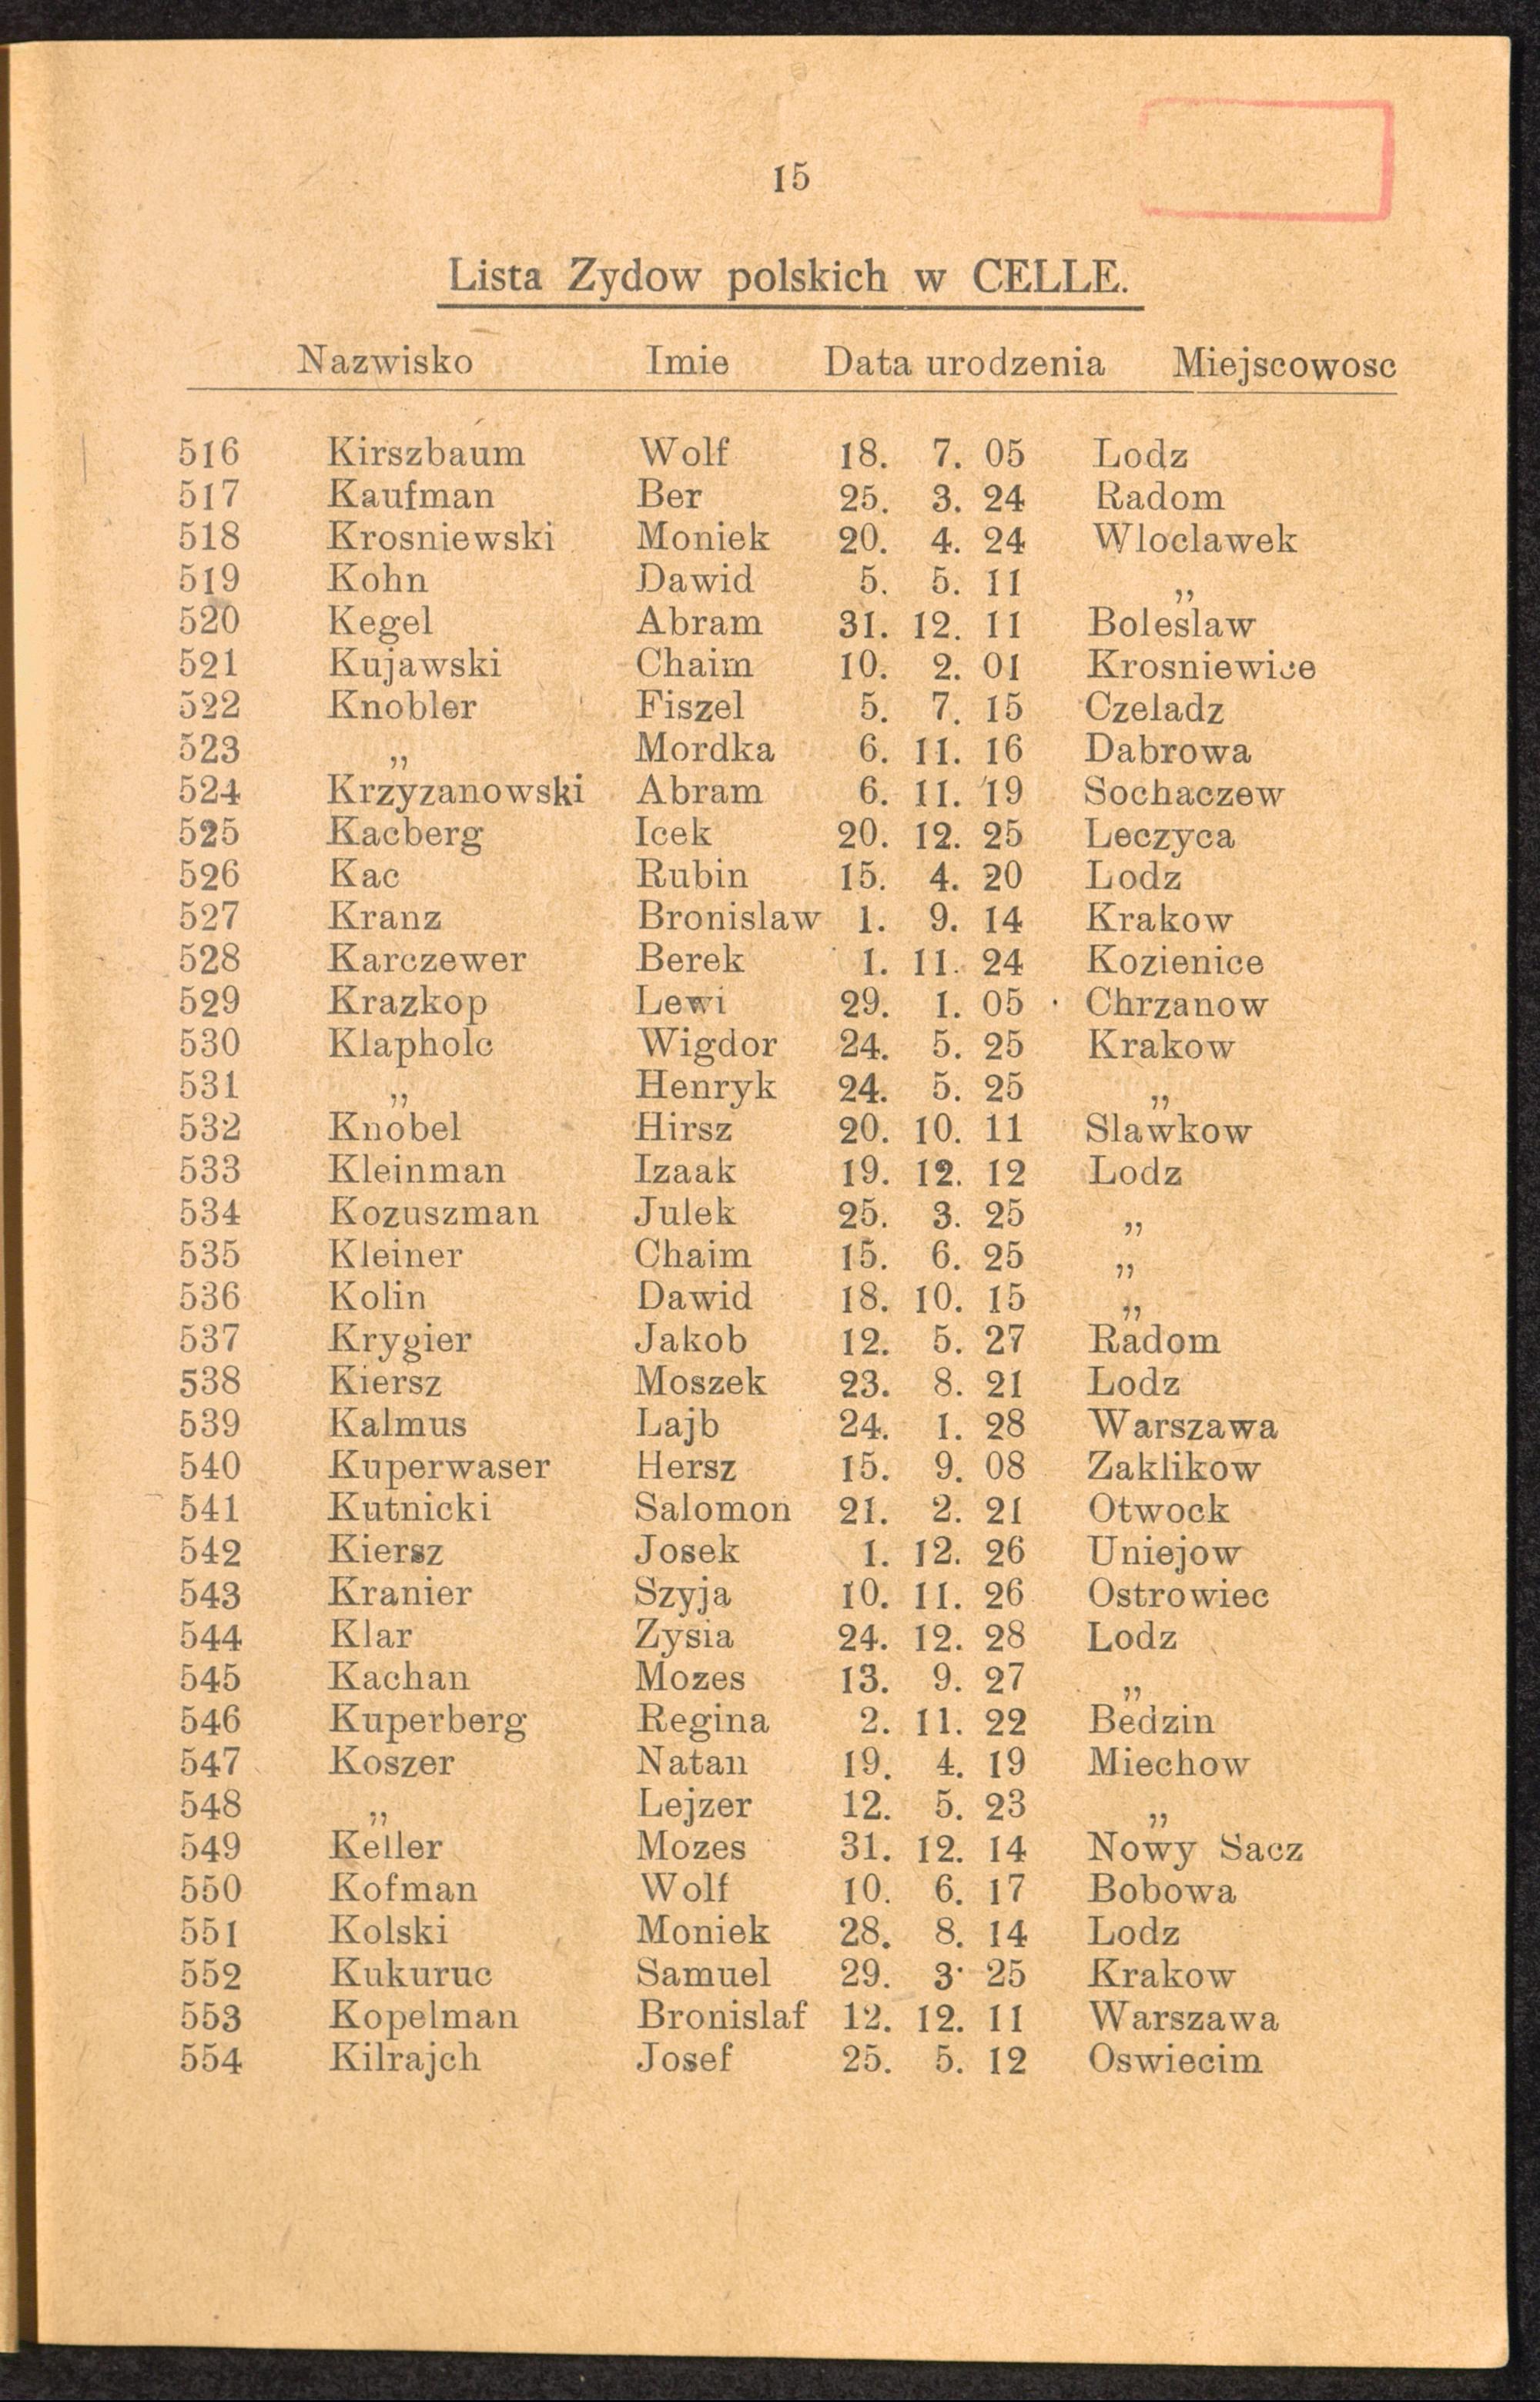 15
Lista Zydow polskich w CELLE.
Nazwisko Imie Data urodzenia Miejscowosc
516 Kirszbaum Wolf 18. 7. 05 Lodz
517 Kaufman Ber 25. 3. 24 Radom
518 Krosniewski Moniek 20. 4. 24 Wloclawek
519 Kohn Dawid 5. 5. 11 „
520 Kegel Abram 31. 12. 11 Boleslaw
521 Kujawski Chaim 10. 2. 01 Krosniewice
522 Knobler Fiszel 5. 7. 15 Czeladz
523 „ Mordka 6. 11. 16 Dabrowa
524 Krzyzanowski Abram 6. 11. 19 Sochaczew
525 Kacberg Icek 20. 12. 25 Leczyca
526 Kac Rubin 15. 4. 20 Lodz
527 Kranz Bronislaw 1. 9. 14 Krakow
528 Karczewer Berek 1. 11. 24 Kozienice
529 Krazkop Lewi 29. 1. 05 Chrzanow
530 Klapholc Wigdor 24. 5. 25 Krakow
531 „ Henryk 24. 5. 25 „
532 Knobel Hirsz 20. 10. 11 Slawkow
533 Kleinman Izaak 19. 12. 12 Lodz
534 Kozuszman Julek 25. 3. 25 „
535 Kleiner Chaim 15. 6. 25 „
536 Kolin Dawid 18. 10. 15 „
537 Krygier Jakob 12. 5. 27 Radom
538 Kiersz Moszek 23. 8. 21 Lodz
539 Kalmus Lajb 24. 1. 28 Warszawa
540 Kuperwaser Hersz 15. 9. 08 Zaklikow
541 Kutnicki Salomon 21. 2. 21 Otwock
542 Kiersz Josek 1. 12. 26 Uniejow
543 Kranier Szyja 10. 11. 26 Ostrowiec
544 Klar Zysia 24. 12. 28 Lodz
545 Kachan Mozes 13. 9. 27 „
546 Kuperberg Regina 2. 11. 22 Bedzin
547 Koszer Natan 19. 4. 19 Miechow
548 „ Lejzer 12. 5. 23 „
549 Keller Mozes 31. 12. 14 Nowy Sacz
550 Kofman Wolf 10. 6. 17 Bobowa
551 Kolski Moniek 28. 8. 14 Lodz
552 Kukuruc Samuel 29. 3· 25 Krakow
553 Kopelman Bronislaf 12. 12. 11 Warszawa
554 Kilrajch Josef 25. 5. 12 Oswiecim